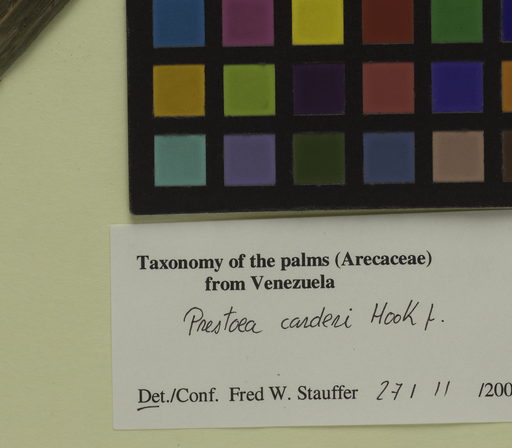 Taxonomy of the palms (Arecaceae)
from Venezuela
Prestoea carderi Hook f.
Det./Conf. Fred W. Stauffer 27 / 11 /200